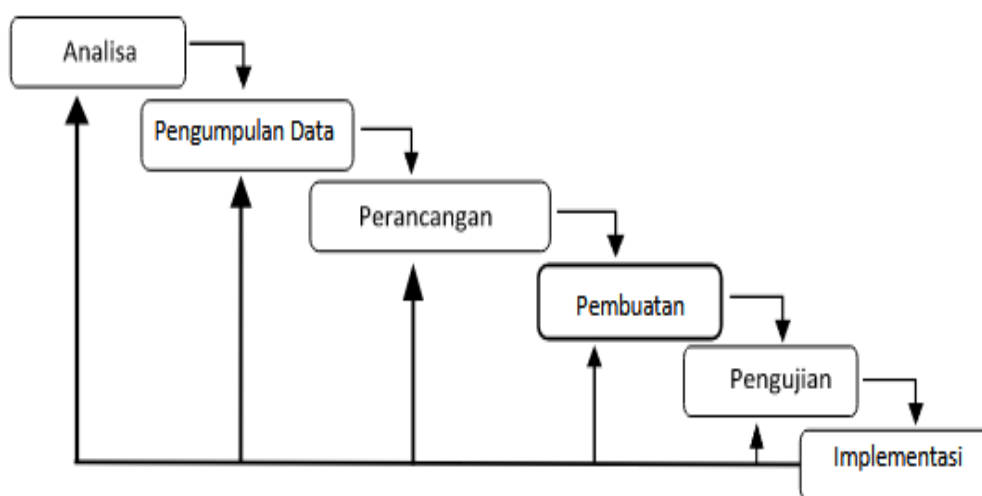 Analisa
Pengumpulan Data
Perancangan
Pembuatan
Pengujian
Implementasi